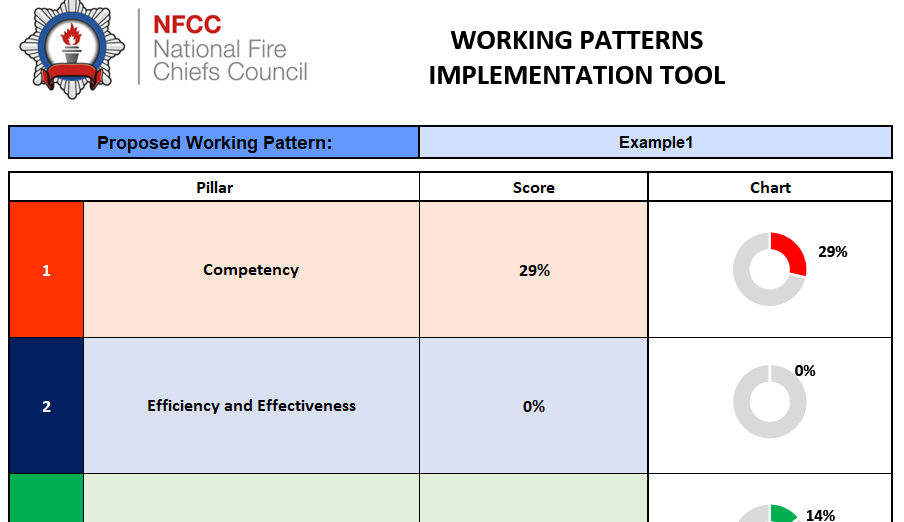 NFCC
National Fire
Chiefs Council
WORKING PATTERNS
IMPLEMENTATION TOOL
Proposed Working Pattern: Example1
Pillar Score Chart
1 Competency 29% 29%
2 Efficiency and Effectiveness 0% 0%
14%